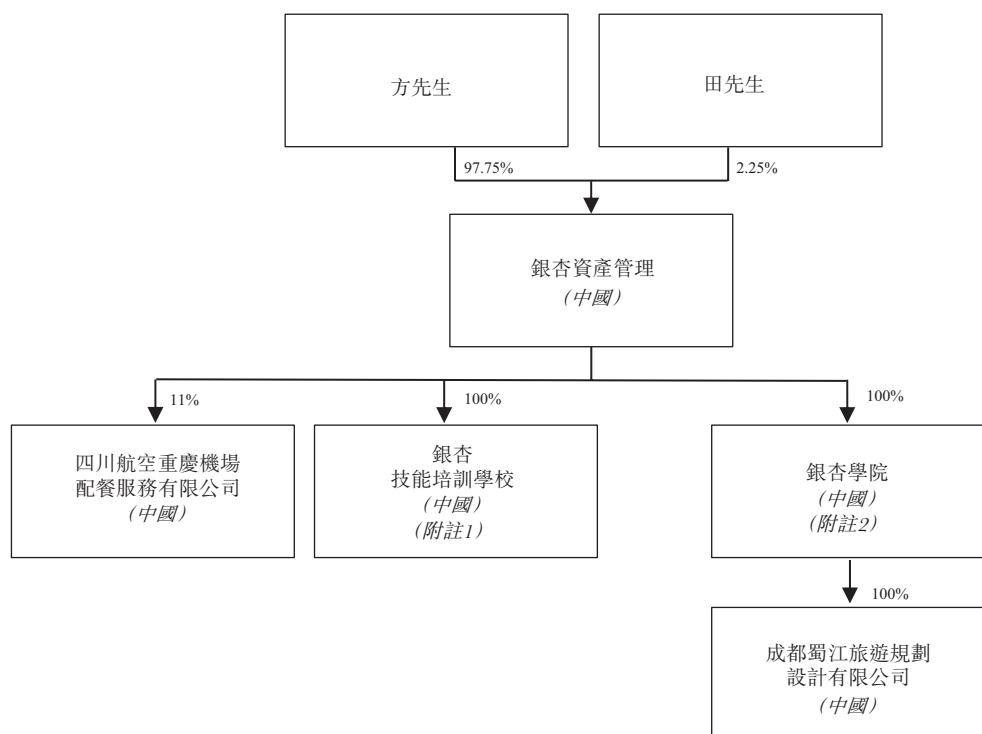 方先生
田先生
97.75%
2.25%
銀杏資產管理
（中國）
11%
100%
100%
四川航空重慶機場
配餐服務有限公司
（中國）
銀杏
技能培訓學校
（中國）
（附註1）
銀杏學院
（中國）
（附註2）
100%
成都蜀江旅遊規劃
設計有限公司
（中國）